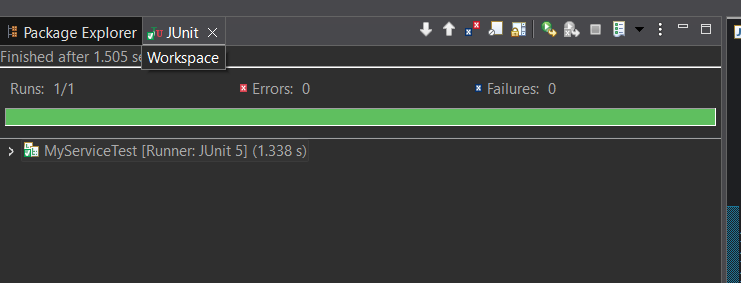 Package Explorer JUnit
Finished after 1.505 se
Workspace
Runs: 1/1 Errors: 0 Failures: 0
MyServiceTest [Runner: JUnit 5] (1.338 s)